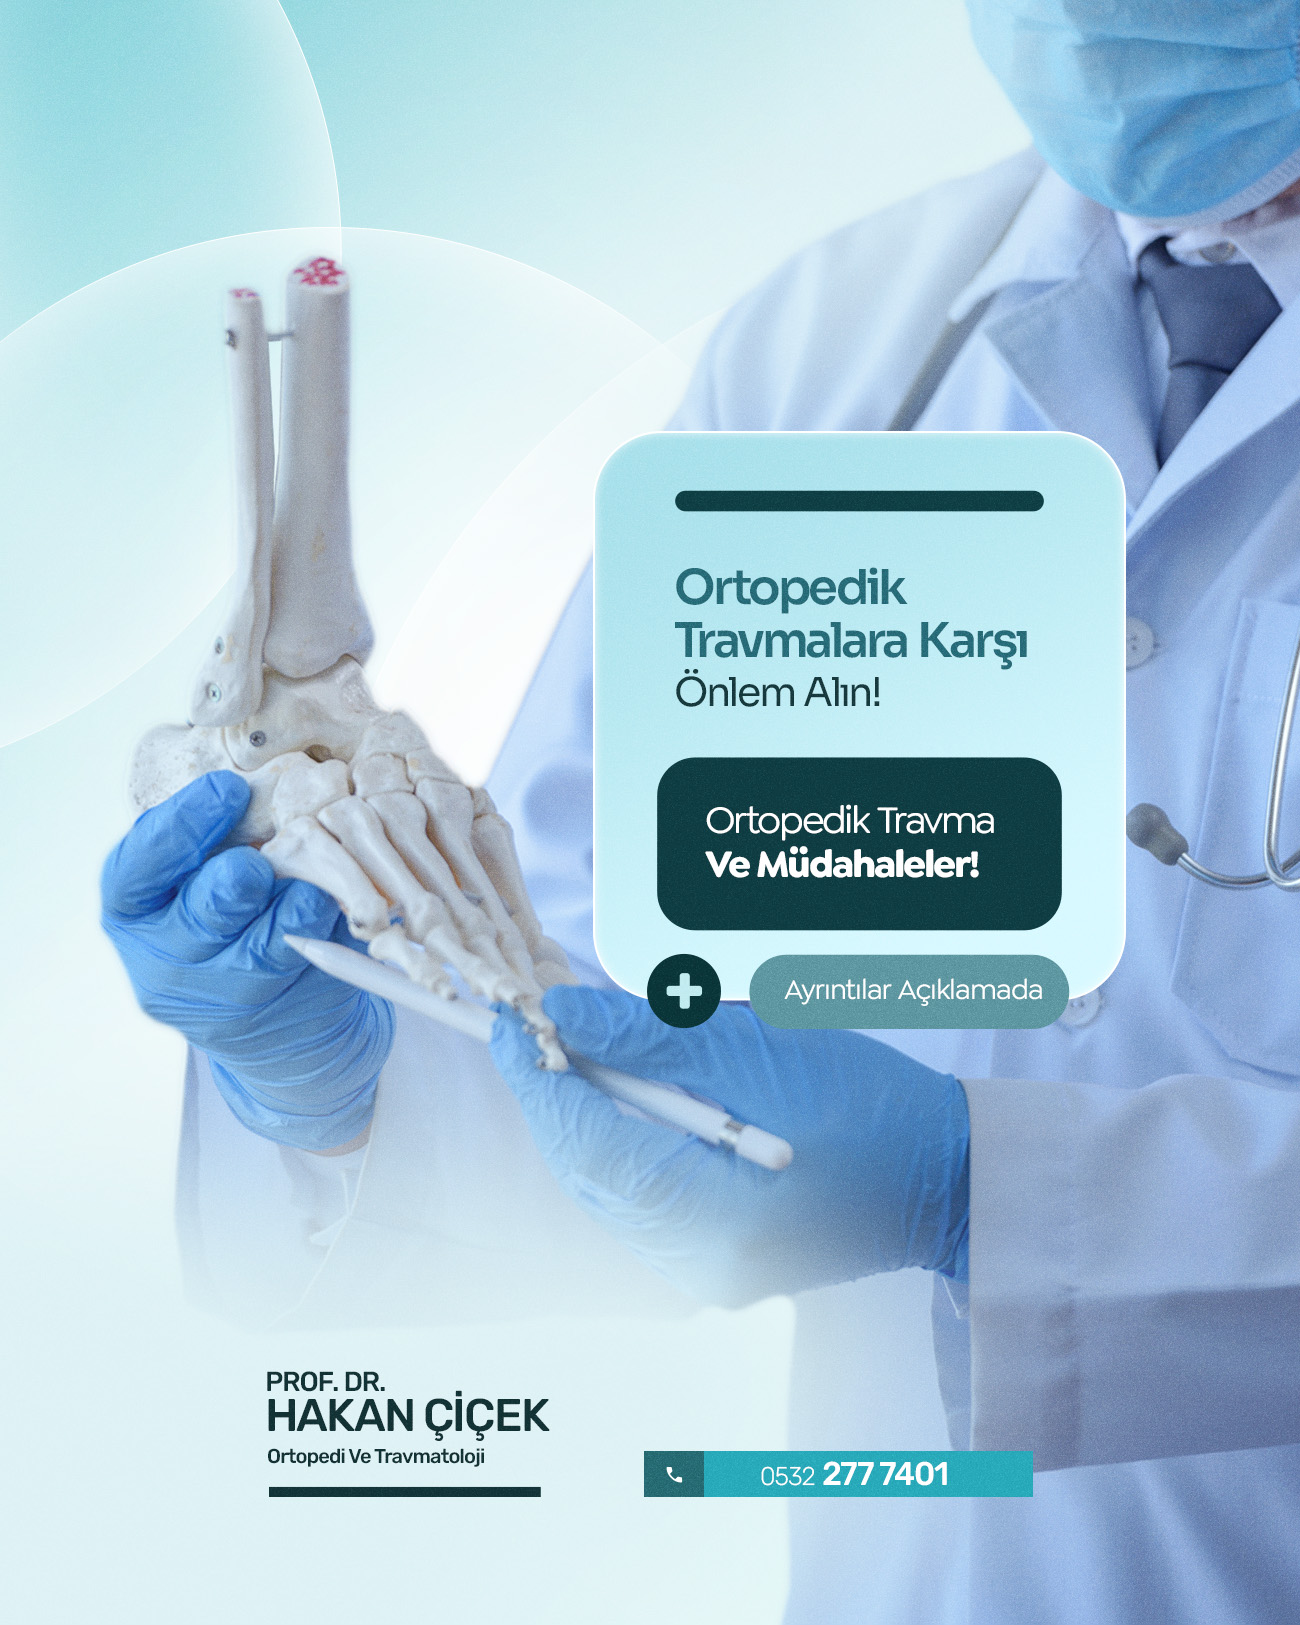 Ortopedik
Travmalara Karşı
Önlem Alın!
Ortopedik Travma
Ve Müdahaleler!
Ayrıntılar Açıklamada
PROF. DR.
HAKAN ÇİÇEK
Ortopedi Ve Travmatoloji
0532 277 7401